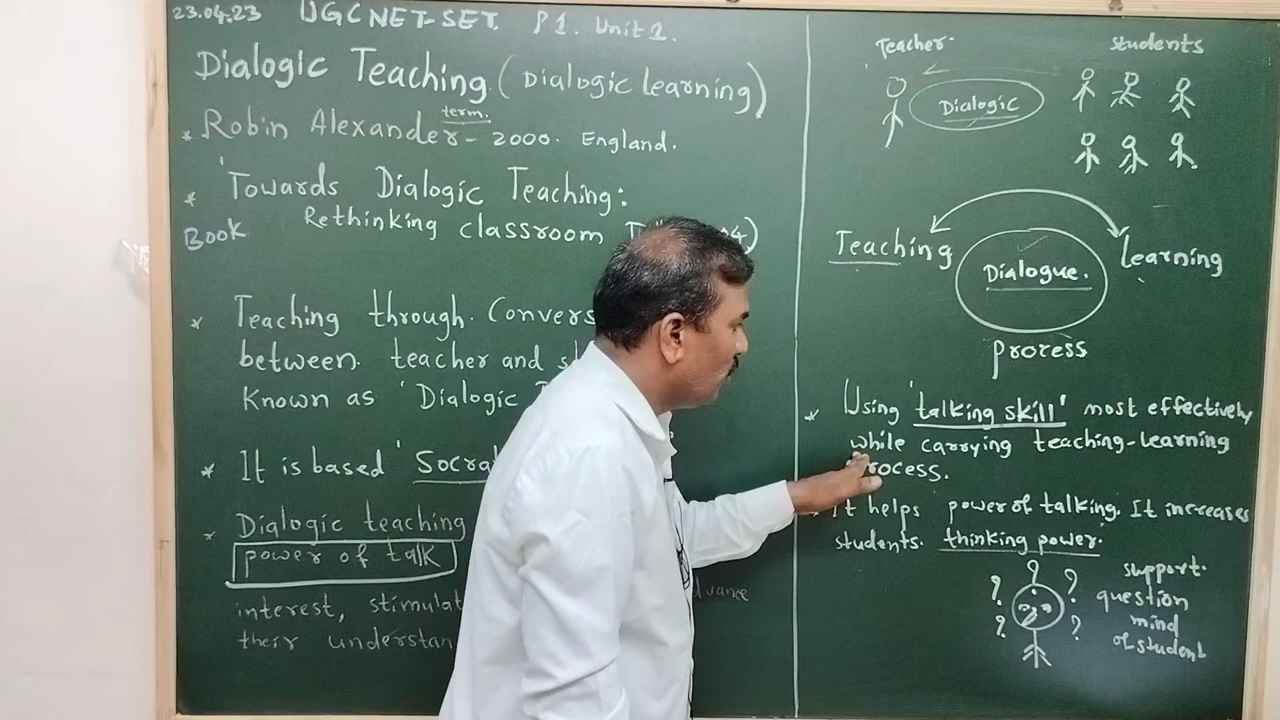 23.04.23 UGC NET-SET. P 1. Unit 1.
Dialogic Teaching (Dialogic learning)
term.
* Robin Alexander - 2000. England.
* 'Towards Dialogic Teaching:
Book Rethinking classroom
* Teaching through. Convers
between. teacher and
Known as 'Dialogic
* It is based 'Socrat
* Dialogic teaching
power of talk
interest, stimulat
their understan
Teacher.
students
Dialogic
Teaching
Dialogue.
learning
process
* Using 'talking skill' most effectively
while carrying teaching-learning
process.
It helps power of talking. It increases
students. thinking power.
? ? ? ? ?
support.
question
mind
of student